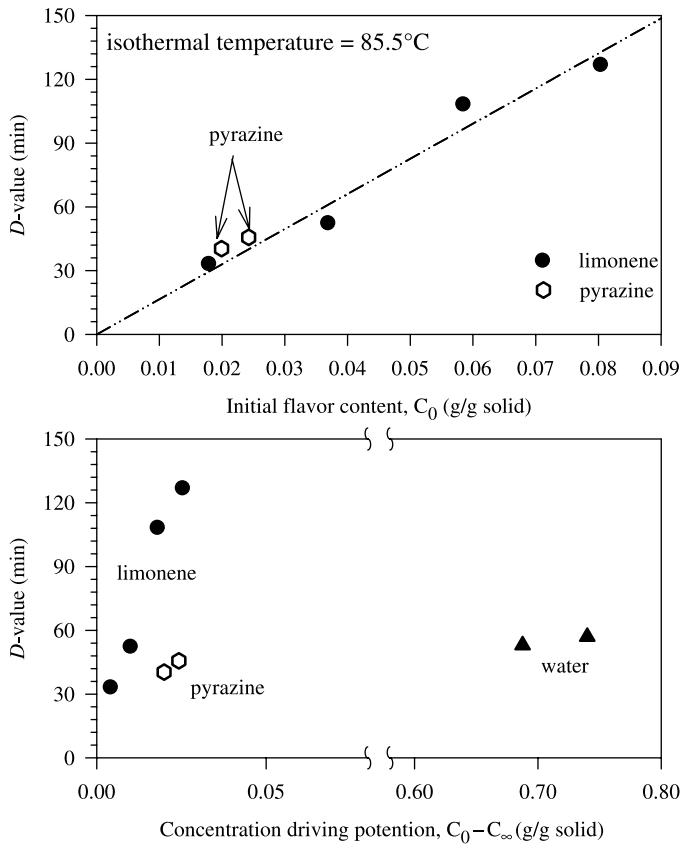 150
isothermal temperature = 85.5°C
120
90
pyrazine
D-value (min)
60
30
limonene
pyrazine
0
0.00 0.01 0.02 0.03 0.04 0.05 0.06 0.07 0.08 0.09
Initial flavor content, C0 (g/g solid)
150
120
90
limonene
D-value (min)
60
water
pyrazine
30
0
0.00 0.05 0.60 0.70 0.80
Concentration driving potention, C0−C∞(g/g solid)